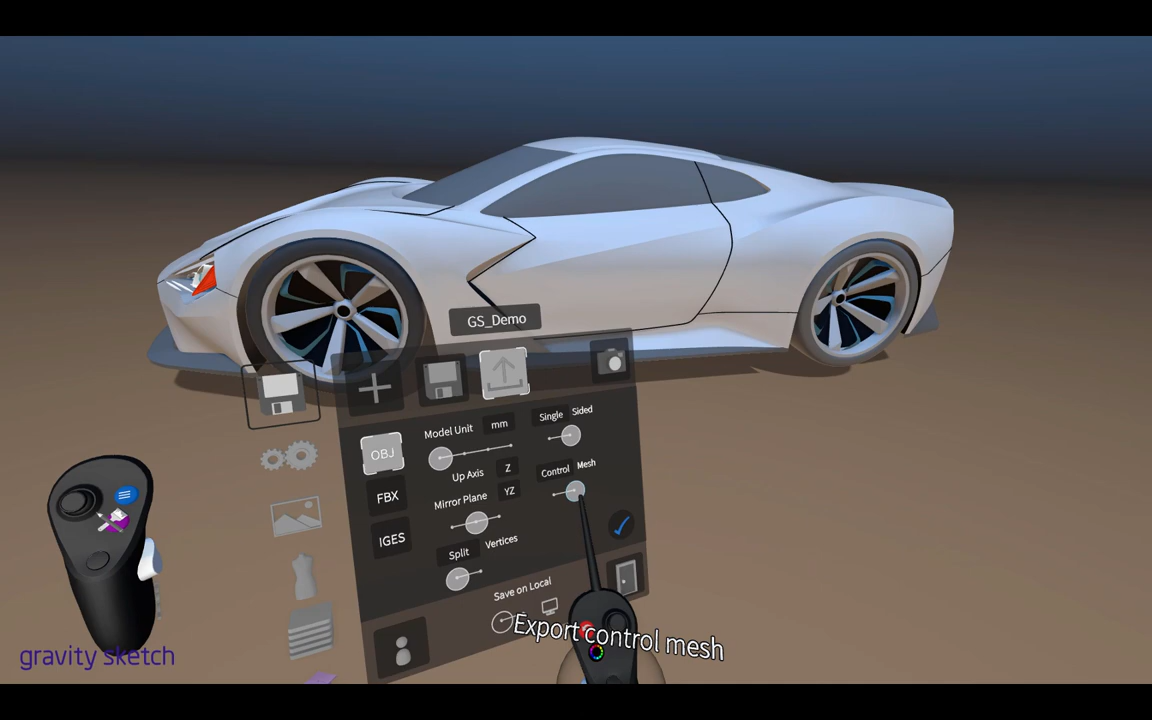 GS_Demo
OBJ
FBX
IGES
Model Unit mm
Up Axis Z
Mirror Plane YZ
Split Vertices
Single Sided
Control Mesh
Save on Local
Export control mesh
gravity sketch